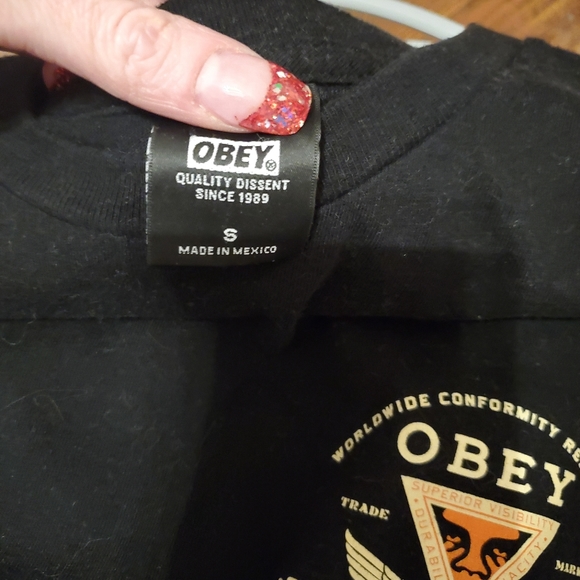 OBEY
QUALITY DISSENT
SINCE 1989
S
MADE IN MEXICO
WORLDWIDE CONFORMITY
OBEY
SUPERIOR VISIBILITY
TRADE